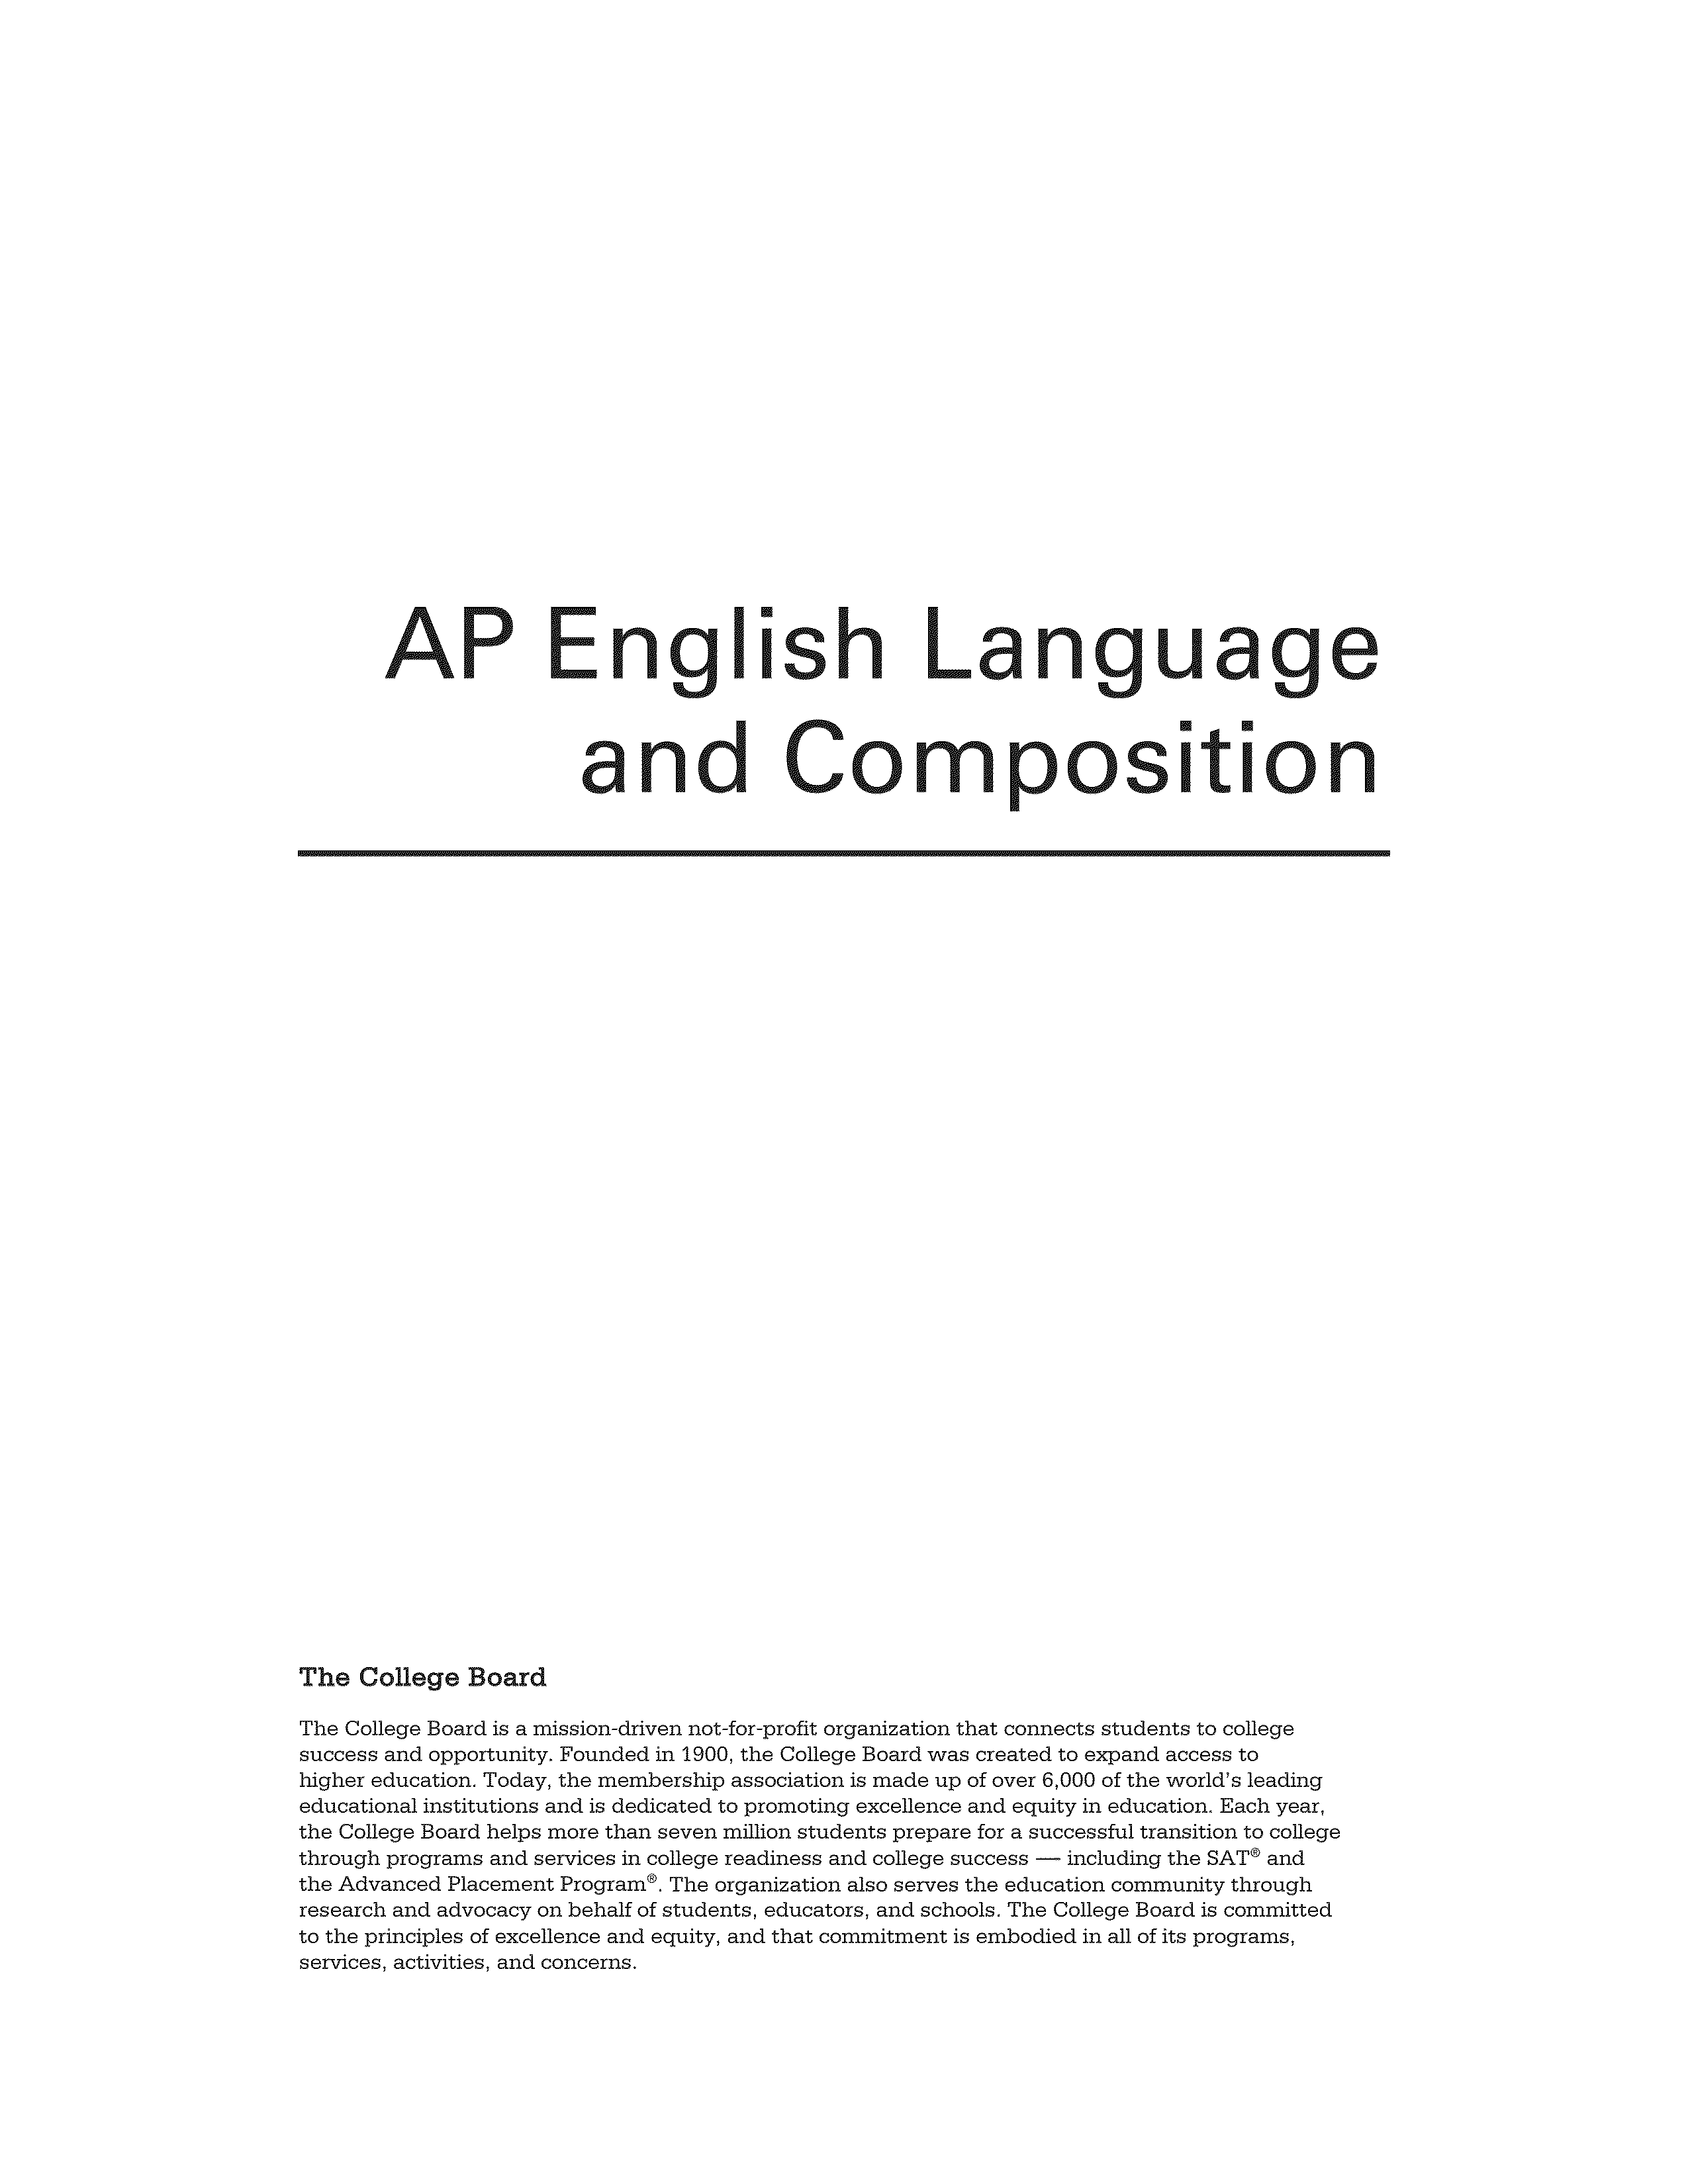 AP English Language
and Composition
The College Board
The College Board is a mission-driven not-for-profit organization that connects students to college
success and opportunity. Founded in 1900, the College Board was created to expand access to
higher education. Today, the membership association is made up of over 6,000 of the world's leading
educational institutions and is dedicated to promoting excellence and equity in education. Each year,
the College Board helps more than seven million students prepare for a successful transition to college
through programs and services in college readiness and college success — including the SAT® and
the Advanced Placement Program®. The organization also serves the education community through
research and advocacy on behalf of students, educators, and schools. The College Board is committed
to the principles of excellence and equity, and that commitment is embodied in all of its programs,
services, activities, and concerns.